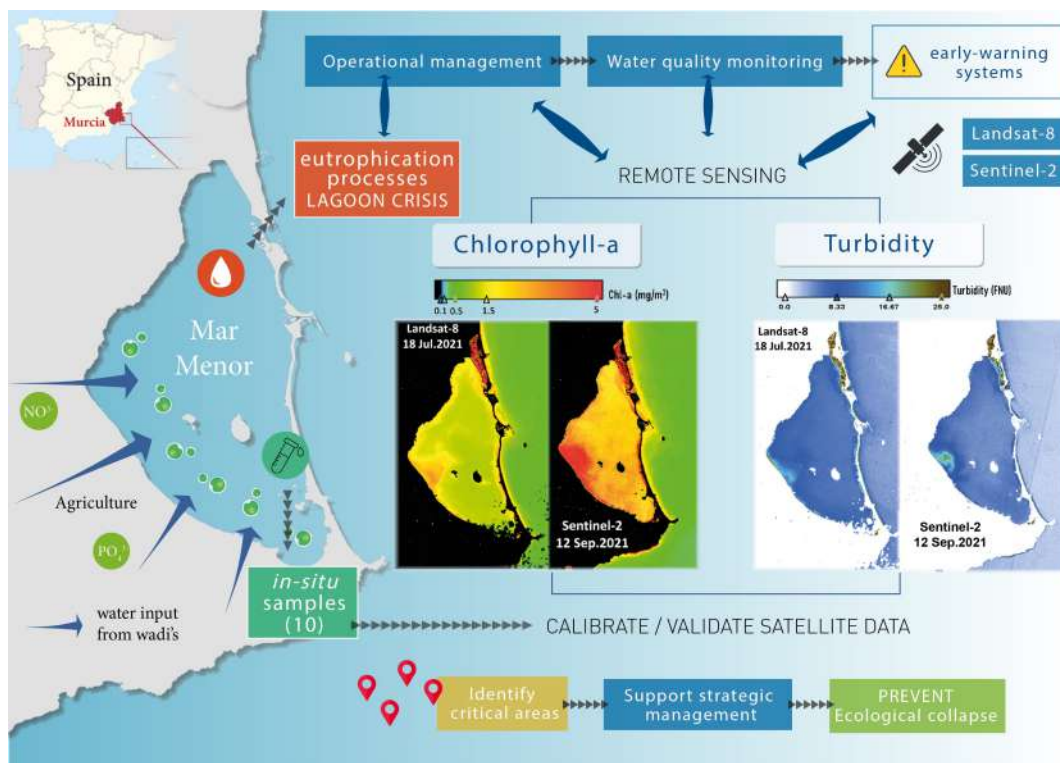 Spain
Murcia
Operational management
Water quality monitoring
early-warning
systems
Landsat-8
Sentinel-2
eutrophication
processes
LAGOON CRISIS
REMOTE SENSING
Chlorophyll-a
Turbidity
Chl-a (mg/m³)
0.1 0.5 1.5 5
Turbidity (FNU)
0.0 8.33 16.67 25.0
Landsat-8
18 Jul.2021
Sentinel-2
12 Sep.2021
Landsat-8
18 Jul.2021
Sentinel-2
12 Sep.2021
Mar
Menor
NO³⁻
Agriculture
PO₄³⁻
water input
from wadi's
in-situ
samples
(10)
CALIBRATE / VALIDATE SATELLITE DATA
Identify
critical areas
Support strategic
management
PREVENT
Ecological collapse